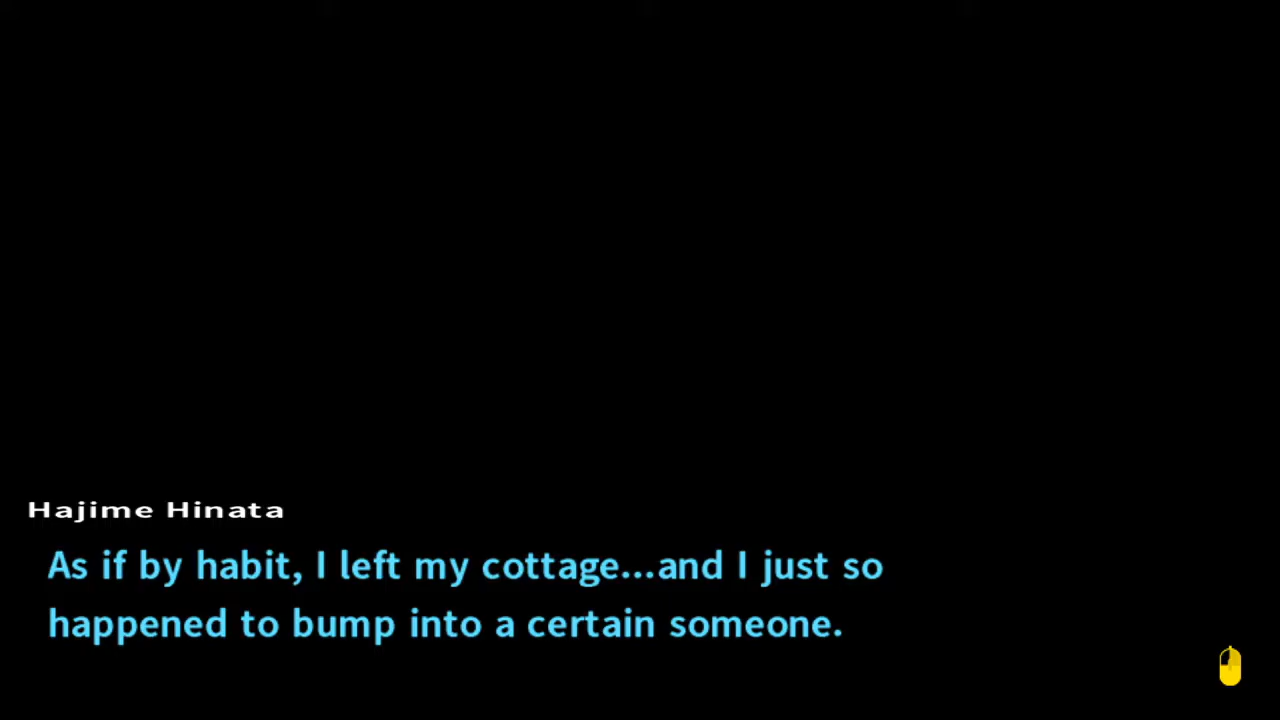 Hajime Hinata
As if by habit, I left my cottage...and I just so
happened to bump into a certain someone.